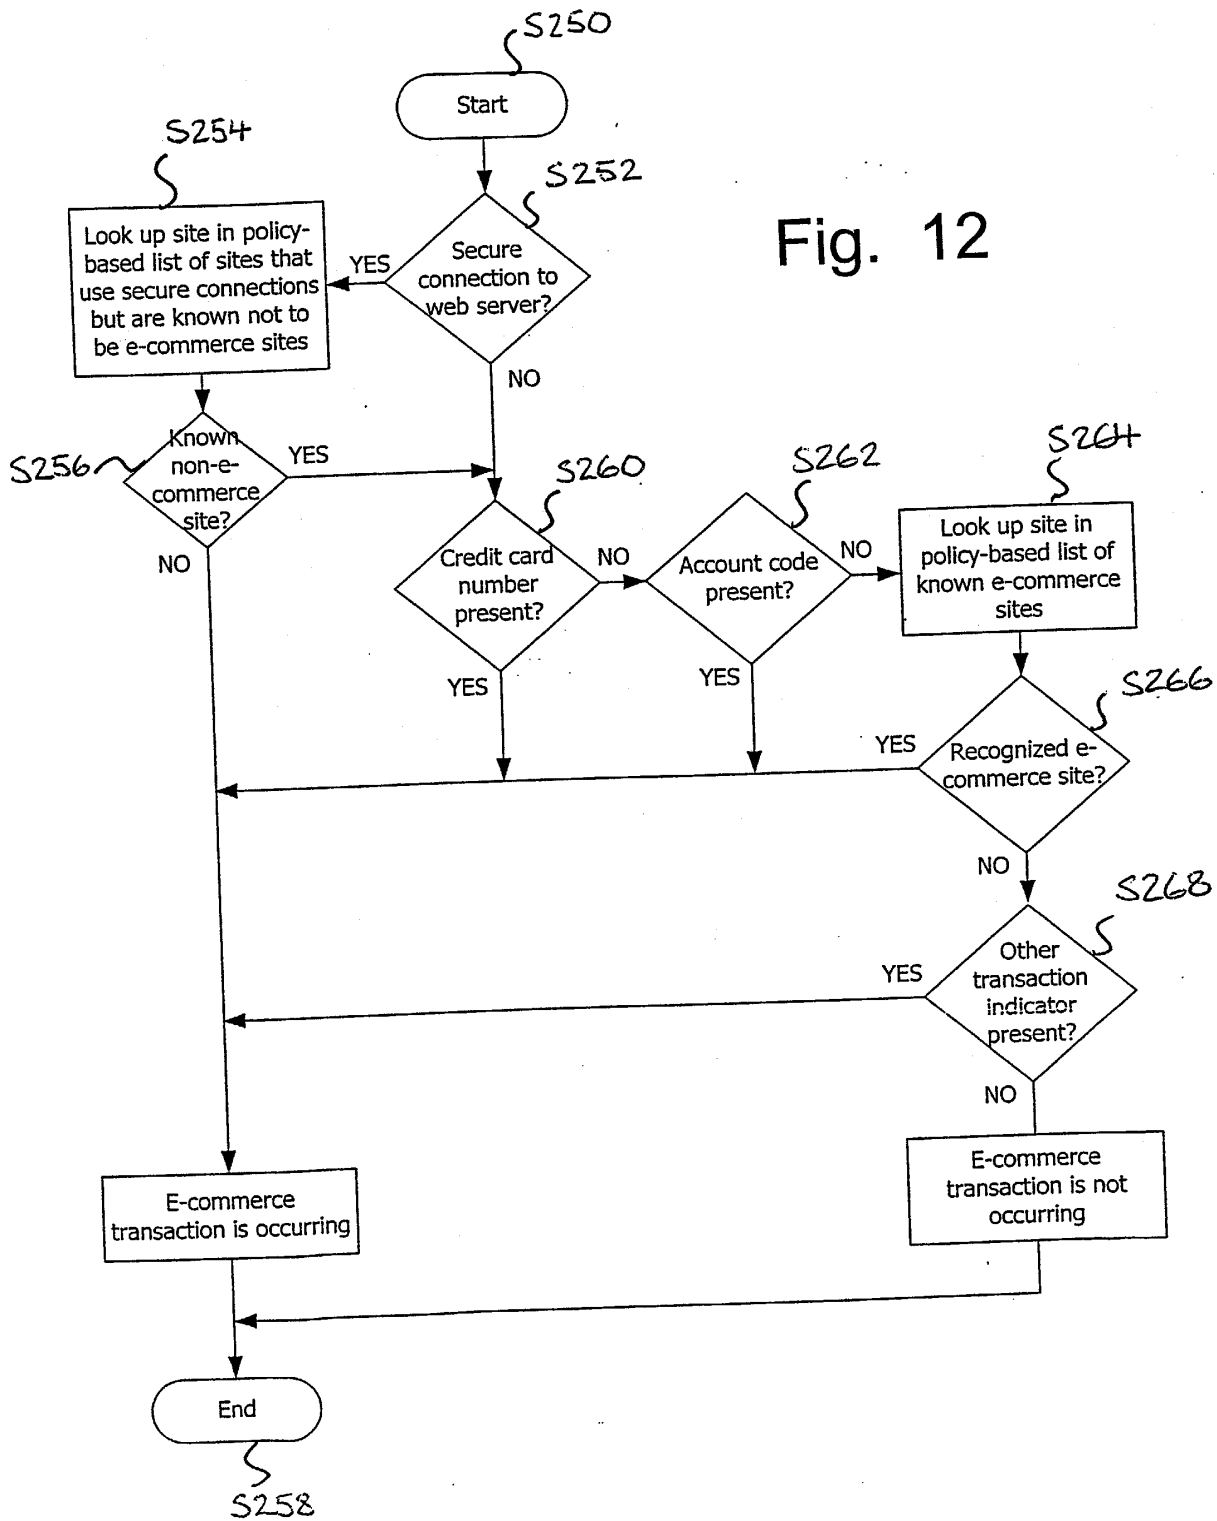 S250
Start
S254
S252
Fig. 12
Look up site in policy-
based list of sites that
use secure connections
but are known not to
be e-commerce sites
YES
Secure
connection to
web server?
NO
S256
Known
non-e-
commerce
site?
YES
NO
S260
S262
S264
Credit card
number
present?
NO
Account code
present?
NO
Look up site in
policy-based list of
known e-commerce
sites
YES
YES
S266
YES
Recognized e-
commerce site?
NO
S268
YES
Other
transaction
indicator
present?
NO
E-commerce
transaction is occurring
E-commerce
transaction is not
occurring
End
S258